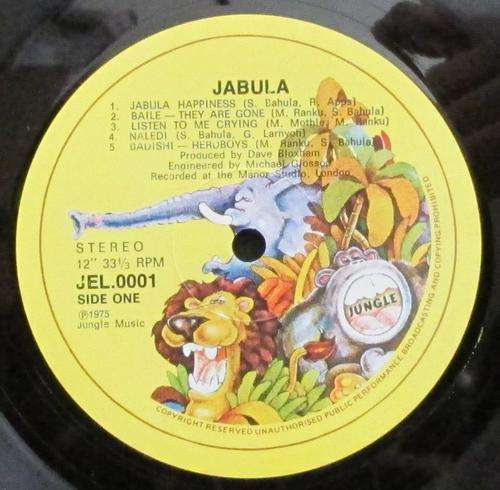 JABULA
1. JABULA HAPPINESS (S. Bahula, R. Apps)
2. BAILE — THEY ARE GONE (M. Ranku, S. Bahula)
3. LISTEN TO ME CRYING (M. Mothle, M. Ranku)
4. NALEDI (S. Bahula, G. Larnyoh)
5 BADISHI — HERDBOYS (M. Ranku, S. Bahula)
Produced by Dave Bloxham
Engineered by Michael Glossop
Recorded at the Manor Studio, London
STEREO
12" 33⅓ RPM
JEL.0001
SIDE ONE
℗1975
Jungle Music
JUNGLE
COPYRIGHT RESERVED UNAUTHORISED PUBLIC PERFORMANCE BROADCASTING AND COPYING PROHIBITED